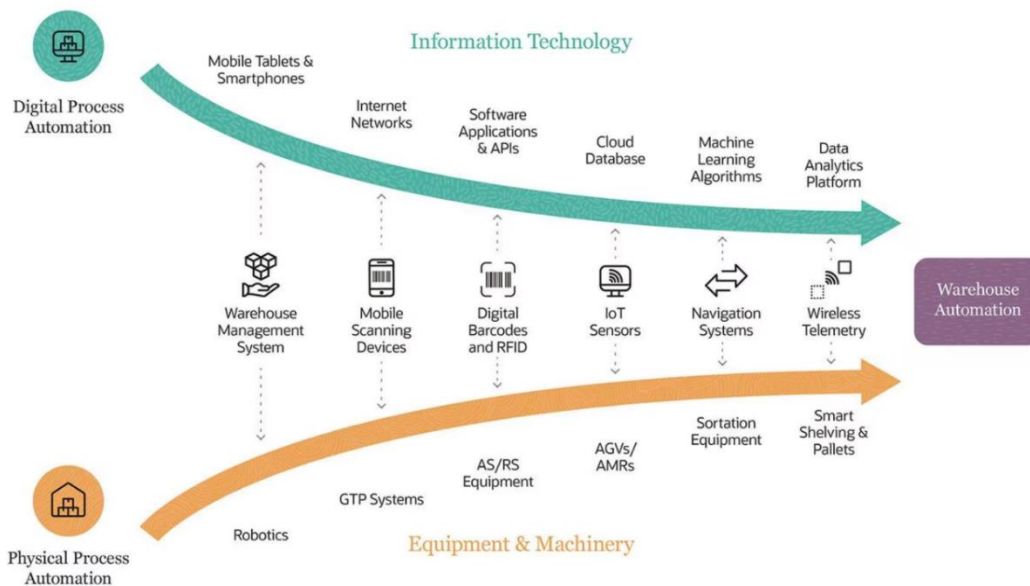 Information Technology
Digital Process
Automation
Mobile Tablets &
Smartphones
Internet
Networks
Software
Applications
& APIs
Cloud
Database
Machine
Learning
Algorithms
Data
Analytics
Platform
Warehouse
Management
System
Mobile
Scanning
Devices
Digital
Barcodes
and RFID
IoT
Sensors
Navigation
Systems
Wireless
Telemetry
Warehouse
Automation
Robotics
GTP Systems
AS/RS
Equipment
AGVs/
AMRs
Sortation
Equipment
Smart
Shelving &
Pallets
Physical Process
Automation
Equipment & Machinery